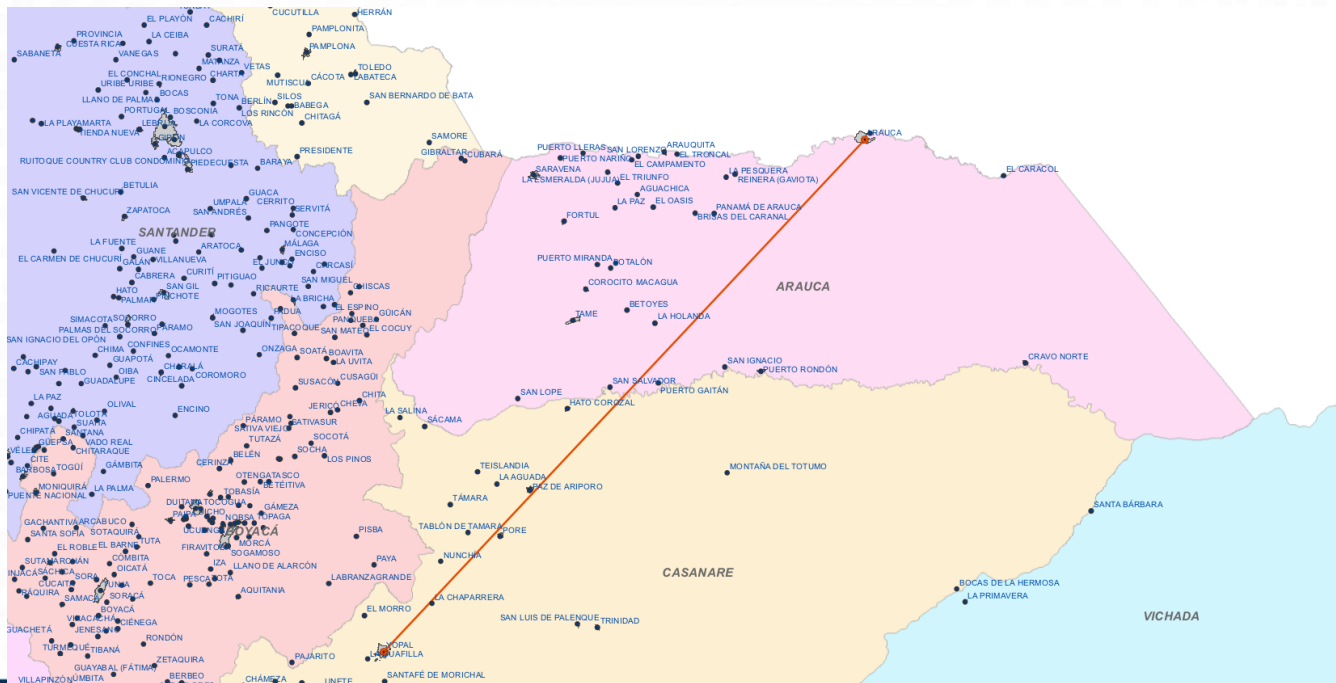 CUCUTILLA
HERRÁN
EL PLAYÓN
CACHIRÍ
PROVINCIA
LA CEIBA
PAMPLONITA
CUESTA RICA
PAMPLONA
SABANETA
VANEGAS
SURATÁ
MATANZA
VETAS
TOLEDO
LABATECA
EL CONCHAL
RIONEGRO
CHARTA
MUTISCUA
CÁCOTA
URIBE URIBE
BOCAS
LLANO DE PALMA
TONA
BERLÍN
SILOS
BABEGA
SAN BERNARDO DE BATA
PORTUGAL
BOSCONIA
LOS RINCÓN
CHITAGÁ
LA PLAYAMARTA
TIENDA NUEVA
LEBRIJA
LA CORCOVA
GIRÓN
ACAPULCO
RUITOQUE COUNTRY CLUB CONDOMINIO
PIEDECUESTA
BARAYA
PRESIDENTE
SAMORE
GIBRALTAR
CUBARÁ
PUERTO LLERAS
SAN LORENZO
ARAUQUITA
ARAUCA
PUERTO NARIÑO
EL CAMPAMENTO
EL TRONCAL
SARAVENA
LA ESMERALDA (JUJUA)
EL TRIUNFO
LA PESQUERA
REINERA (GAVIOTA)
EL CARACOL
SAN VICENTE DE CHUCURÍ
BETULIA
GUACA
CERRITO
AGUACHICA
UMPALA
SAN ANDRÉS
SERVITÁ
LA PAZ
EL OASIS
PANAMÁ DE ARAUCA
ZAPATOCA
FORTUL
BRISAS DEL CARANAL
SANTANDER
PANGOTE
CONCEPCIÓN
LA FUENTE
ARATOCA
MÁLAGA
EL CARMEN DE CHUCURÍ
GUANE
VILLANUEVA
ENCISO
GALÁN
EL JUNCO
CARCASÍ
PUERTO MIRANDA
BOTALÓN
CABRERA
CURITÍ
PITIGUAO
SAN MIGUEL
COROCITO MACAGUA
ARAUCA
HATO
SAN GIL
RICAURTE
CHISCAS
PALMAR
PINCHOTE
LA BRICHA
EL ESPINO
BETOYES
SIMACOTA
SOCORRO
MOGOTES
PADUA
PANQUEBA
GÜICÁN
TAME
LA HOLANDA
PALMAS DEL SOCORRO
PÁRAMO
SAN JOAQUÍN
TIPACOQUE
SAN MATEO
EL COCUY
SAN IGNACIO DEL OPÓN
CONFINES
CHIMA
OCAMONTE
ONZAGA
SOATÁ
BOAVITA
LA UVITA
CACHIPAY
GUAPOTÁ
CHARALÁ
SAN IGNACIO
CRAVO NORTE
SAN PABLO
OIBA
COROMORO
PUERTO RONDÓN
GUADALUPE
CINCELADA
SUSACÓN
CUSAGÜI
SAN SALVADOR
PUERTO GAITÁN
LA PAZ
OLIVAL
CHITA
SAN LOPE
HATO COROZAL
AGUADA
ENCINO
JERICÓ
CHEVA
LA SALINA
SÁCAMA
SUAITA
PÁRAMO
SATIVASUR
SATIVA VIEJO
CHIPATÁ
SANTANA
VADO REAL
TUTAZÁ
SOCOTÁ
GÜEPSA
CHITARAQUE
VÉLEZ
CITE
BELÉN
SOCHA
LOS PINOS
BARBOSA
TOGÜÍ
GÁMBITA
CERINZA
TEISLANDIA
MONTAÑA DEL TOTUMO
MONIQUIRÁ
PALERMO
OTENGA
TASCO
BETÉITIVA
LA AGUADA
PUENTE NACIONAL
LA PALMA
TOBASÍA
PAZ DE ARIPORO
DUITAMA
TOCOGUA
GÁMEZA
TÁMARA
SANTA BÁRBARA
PAIPA
NOBSA
TOPAGA
GACHANTIVÁ
ARCABUCO
SANTA SOFÍA
SOTAQUIRÁ
BOYACÁ
PISBA
TABLÓN DE TAMARA
PORE
TUTA
MORCÁ
EL ROBLE
EL BARNE
FIRAVITOBA
SOGAMOSO
SUTAMARCHÁN
CÓMBITA
IZA
PAYA
NUNCHÍA
CASANARE
SÁCHICA
OICATÁ
LLANO DE ALARCÓN
CUCAITA
SORA
TUNJA
TOCA
PESCA
TOTA
LABRANZAGRANDE
BOCAS DE LA HERMOSA
RÁQUIRA
SAMACÁ
SORACÁ
AQUITANIA
LA CHAPARRERA
LA PRIMAVERA
BOYACÁ
EL MORRO
VIRACACHÁ
CIÉNEGA
SAN LUIS DE PALENQUE
TRINIDAD
VICHADA
GUACHETÁ
JENESANO
RONDÓN
TURMEQUÉ
TIBANÁ
YOPAL
LA GUAFILLA
ZETAQUIRA
PAJARITO
GUAYABAL (FÁTIMA)
VILLAPINZÓN
ÚMBITA
BERBEO
CHÁMEZA
UNETE
SANTAFÉ DE MORICHAL